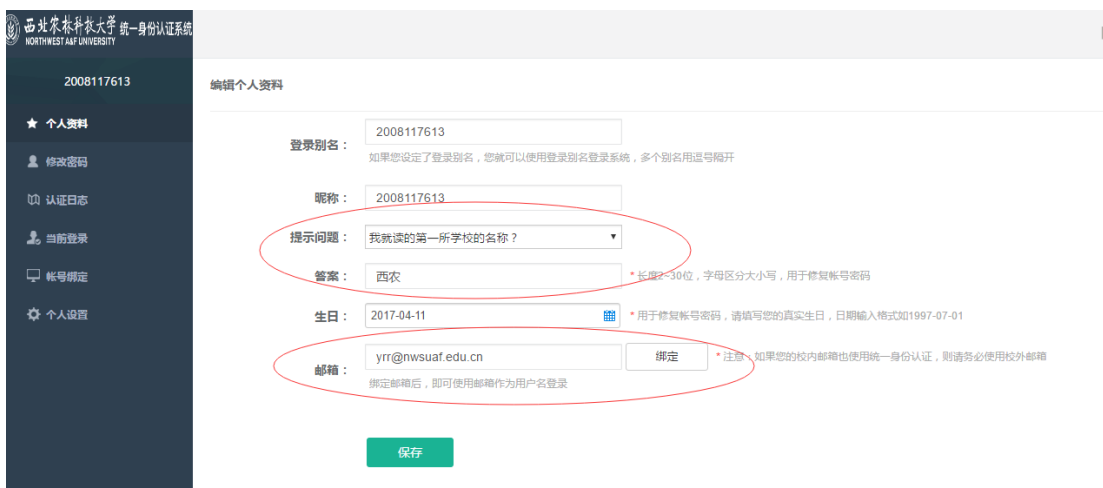 西北农林科技大学 统一身份认证系统
NORTHWEST A&F UNIVERSITY
2008117613
个人资料
修改密码
认证日志
当前登录
帐号绑定
个人设置
编辑个人资料
登录别名： 2008117613
如果您设定了登录别名，您就可以使用登录别名登录系统，多个别名用逗号隔开
昵称： 2008117613
提示问题： 我就读的第一所学校的名称？
答案： 西农 * 长度2~30位，字母区分大小写，用于修复帐号密码
生日： 2017-04-11 * 用于修复帐号密码，请填写您的真实生日，日期输入格式如1997-07-01
邮箱： yrr@nwsuaf.edu.cn 绑定 * 注意：如果您的校内邮箱也使用统一身份认证，则请务必使用校外邮箱
绑定邮箱后，即可使用邮箱作为用户名登录
保存